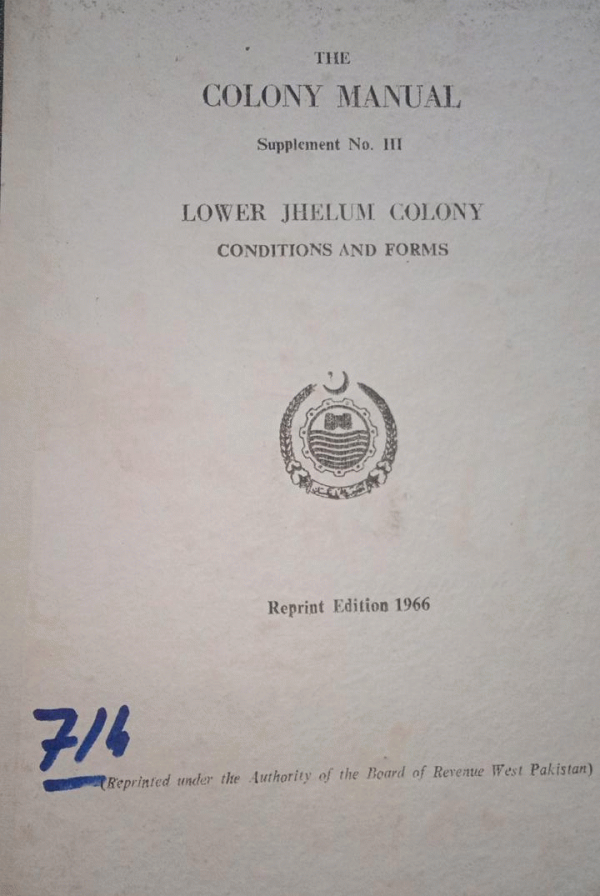 THE
COLONY MANUAL
Supplement No. III
LOWER JHELUM COLONY
CONDITIONS AND FORMS
Reprint Edition 1966
7/4
(Reprinted under the Authority of the Board of Revenue West Pakistan)